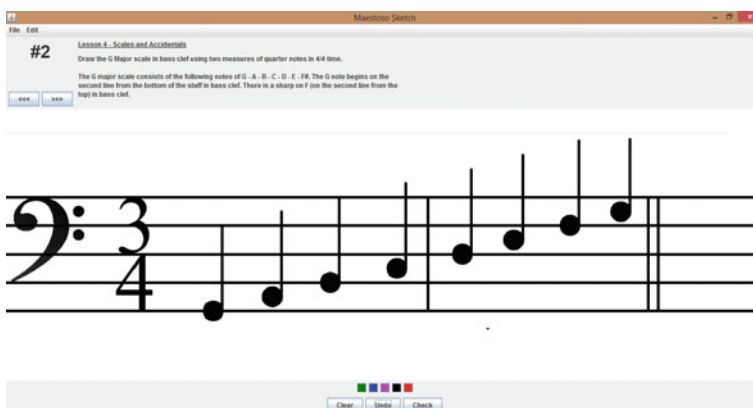 Maestoso Sketch
File Edit
#2
Lesson 4 - Scales and Accidentals
Draw the G Major scale in bass clef using two measures of quarter notes in 4/4 time.
The G major scale consists of the following notes of G - A - B - C - D - E - F#. The G note begins on the
second line from the bottom of the staff in bass clef. There is a sharp on F (on the second line from the
top) in bass clef.
<<< >>>
3
4
Clear Undo Check